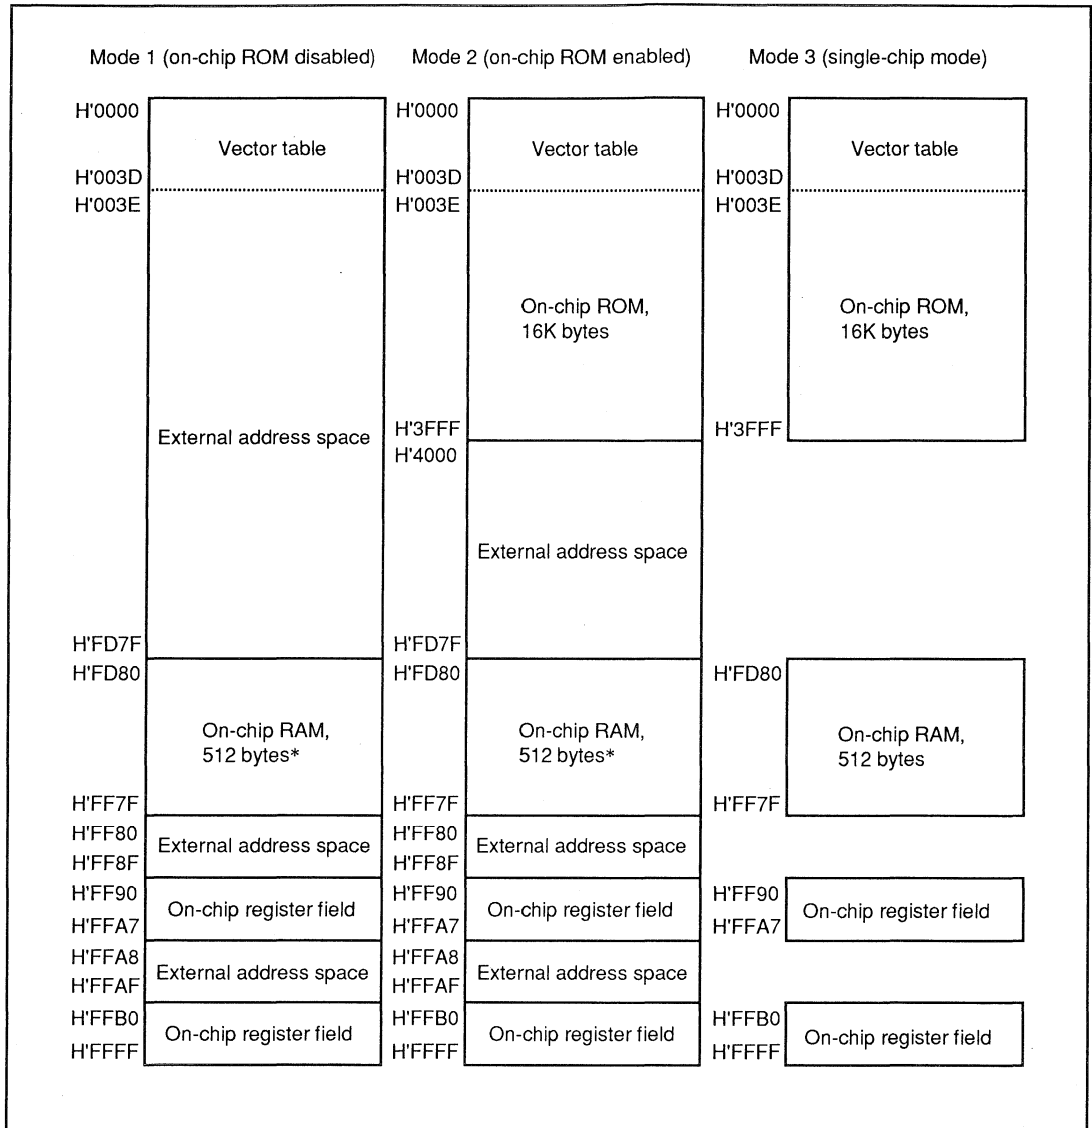 Mode 1 (on-chip ROM disabled)
Mode 2 (on-chip ROM enabled)
Mode 3 (single-chip mode)
H'0000
Vector table
H'003D
H'003E
External address space
H'FD7F
H'FD80
On-chip RAM,
512 bytes*
H'FF7F
H'FF80
External address space
H'FF8F
H'FF90
On-chip register field
H'FFA7
H'FFA8
External address space
H'FFAF
H'FFB0
On-chip register field
H'FFFF
H'0000
Vector table
H'003D
H'003E
On-chip ROM,
16K bytes
H'3FFF
H'4000
External address space
H'FD7F
H'FD80
On-chip RAM,
512 bytes*
H'FF7F
H'FF80
External address space
H'FF8F
H'FF90
On-chip register field
H'FFA7
H'FFA8
External address space
H'FFAF
H'FFB0
On-chip register field
H'FFFF
H'0000
Vector table
H'003D
H'003E
On-chip ROM,
16K bytes
H'3FFF
H'FD80
On-chip RAM,
512 bytes
H'FF7F
H'FF90
On-chip register field
H'FFA7
H'FFB0
On-chip register field
H'FFFF